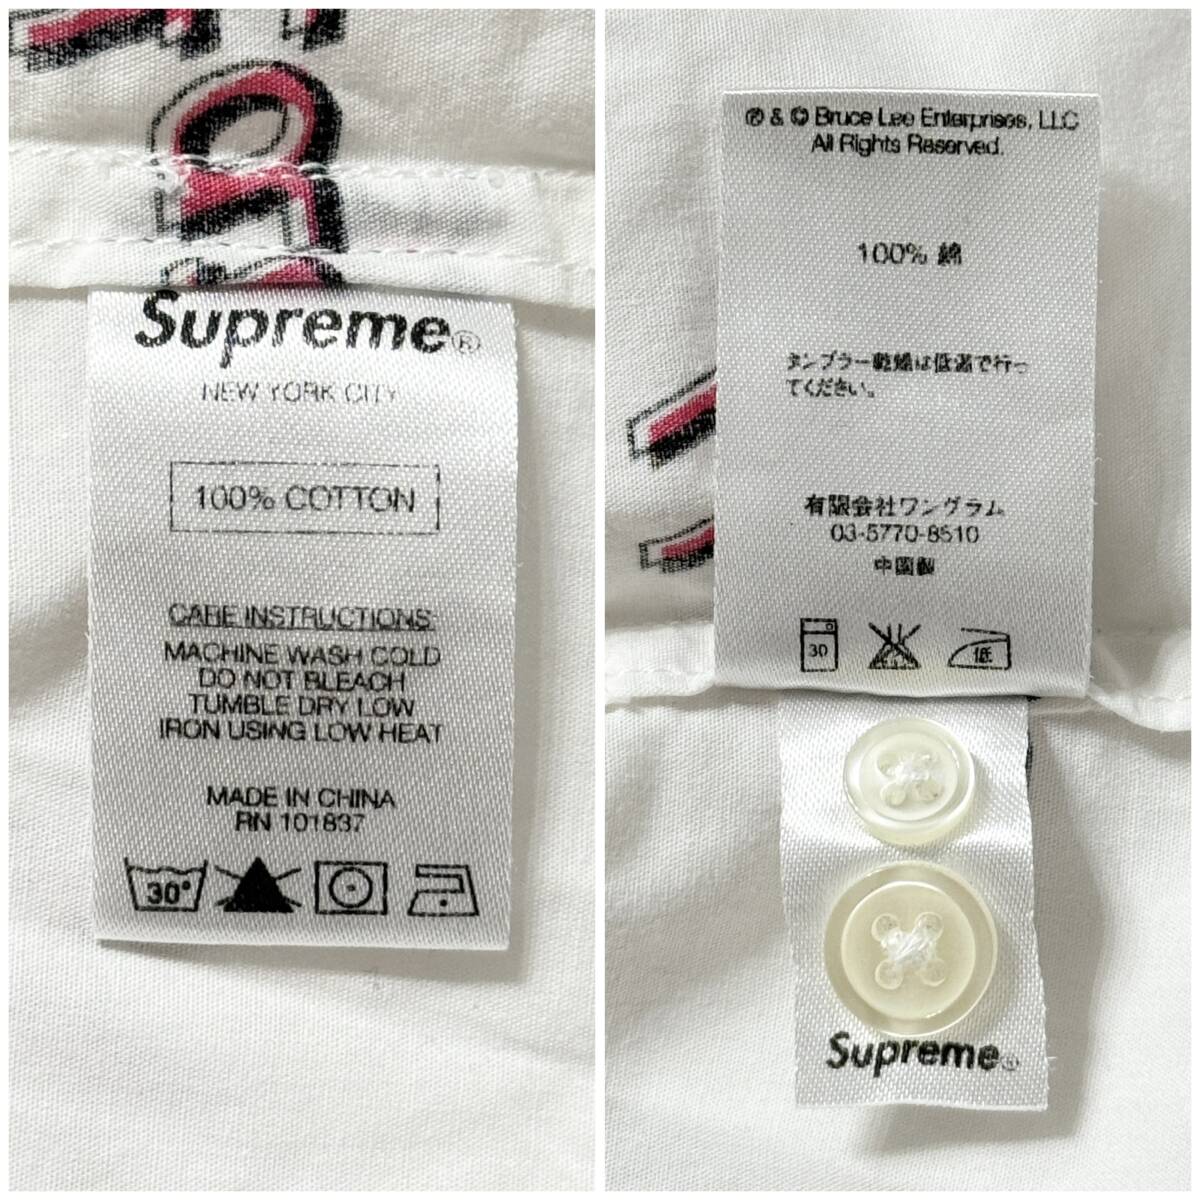 Supreme®
NEW YORK CITY
100% COTTON
CARE INSTRUCTIONS:
MACHINE WASH COLD
DO NOT BLEACH
TUMBLE DRY LOW
IRON USING LOW HEAT
MADE IN CHINA
RN 101837
30°
℗ & © Bruce Lee Enterprises, LLC
All Rights Reserved.
100% 綿
タンブラー乾燥は低温で行っ
てください。
有限会社ワングラム
03-5770-8510
中国製
30
低
Supreme®